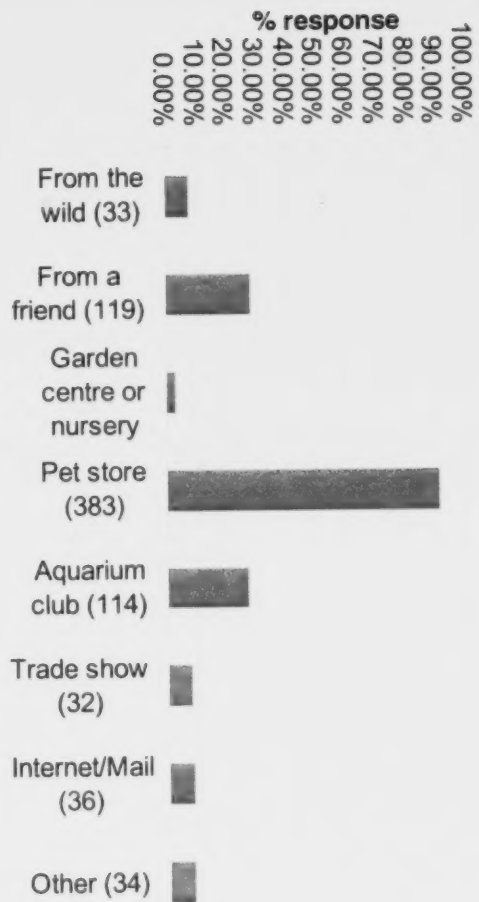 % response
100.00%
90.00%
80.00%
70.00%
60.00%
50.00%
40.00%
30.00%
20.00%
10.00%
0.00%
From the
wild (33)
From a
friend (119)
Garden
centre or
nursery
Pet store
(383)
Aquarium
club (114)
Trade show
(32)
Internet/Mail
(36)
Other (34)